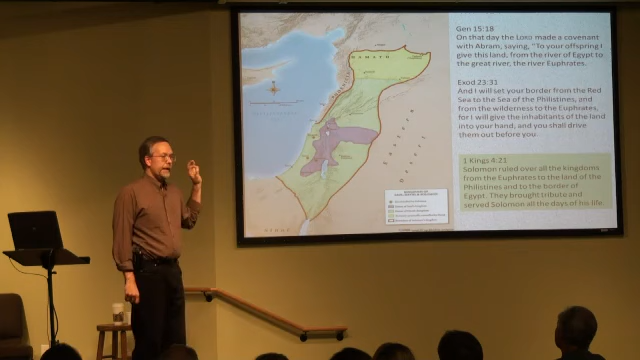 Gen 15:18
On that day the LORD made a covenant
with Abram, saying, "To your offspring I
give this land, from the river of Egypt to
the great river, the river Euphrates.
Exod 23:31
And I will set your border from the Red
Sea to the Sea of the Philistines, and
from the wilderness to the Euphrates,
for I will give the inhabitants of the land
into your hand, and you shall drive
them out before you
1 Kings 4:21
Solomon ruled over all the kingdoms
from the Euphrates to the land of the
Philistines and to the border of
Egypt. They brought tribute and
served Solomon all the days of his life.
HAMATH